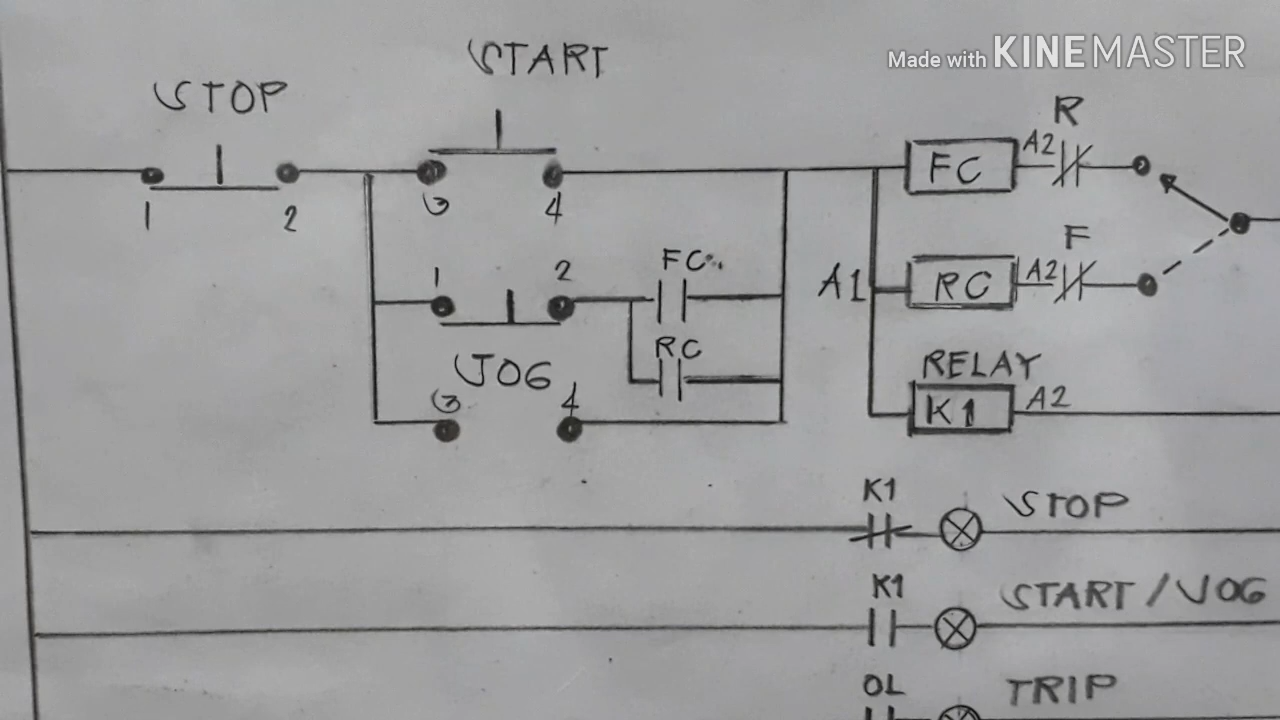 Made with KINEMASTER
START
STOP
R
FC A2
1 2
3 4
F
1 2 FC
A1 RC A2
RC
JOG
RELAY
3 4
K1 A2
K1 STOP
K1 START/JOG
OL TRIP